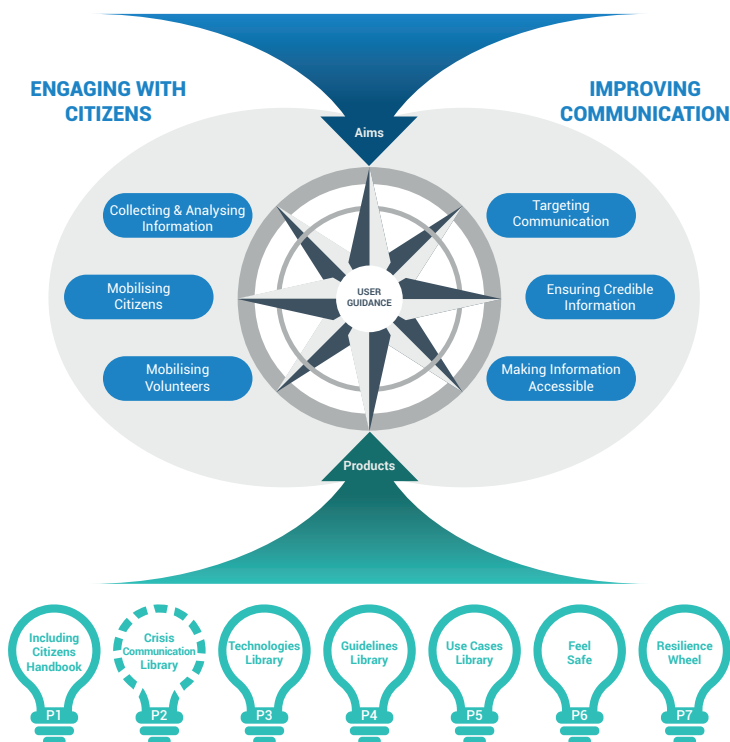 ENGAGING WITH
CITIZENS
IMPROVING
COMMUNICATION
Aims
Collecting & Analysing
Information
Mobilising
Citizens
Mobilising
Volunteers
USER
GUIDANCE
Targeting
Communication
Ensuring Credible
Information
Making Information
Accessible
Products
Including
Citizens
Handbook
P1
Crisis
Communication
Library
P2
Technologies
Library
P3
Guidelines
Library
P4
Use Cases
Library
P5
Feel
Safe
P6
Resilience
Wheel
P7